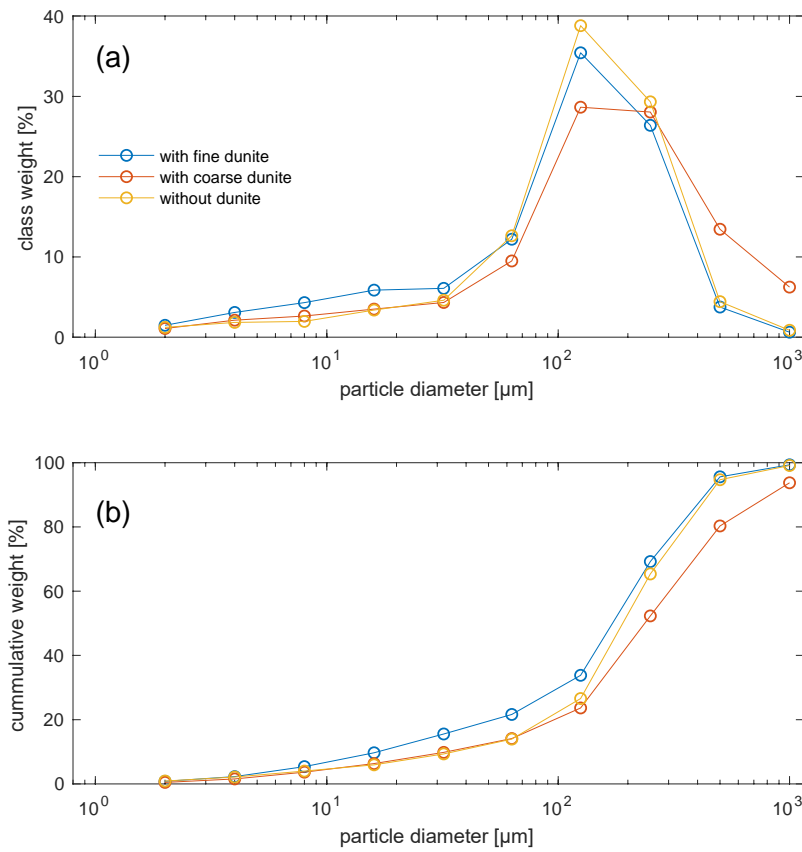 40
(a)
30
class weight [%]
20
with fine dunite
with coarse dunite
without dunite
10
0
10^0 10^1 10^2 10^3
particle diameter [µm]
100
(b)
80
cummulative weight [%]
60
40
20
0
10^0 10^1 10^2 10^3
particle diameter [µm]